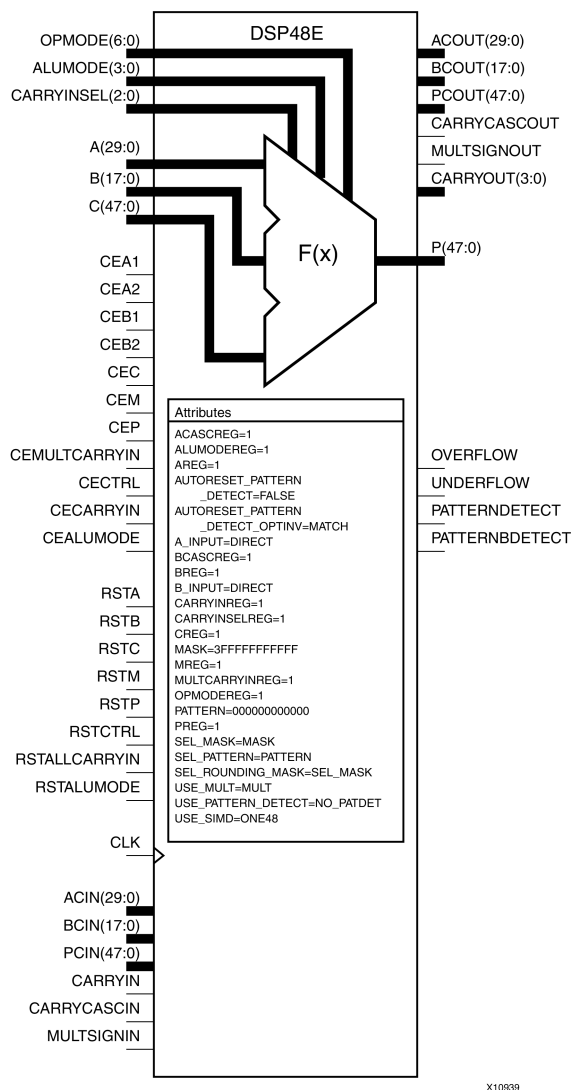 DSP48E
OPMODE(6:0)
ALUMODE(3:0)
CARRYINSEL(2:0)
A(29:0)
B(17:0)
C(47:0)
CEA1
CEA2
CEB1
CEB2
CEC
CEM
CEP
CEMULTCARRYIN
CECTRL
CECARRYIN
CEALUMODE
RSTA
RSTB
RSTC
RSTM
RSTP
RSTCTRL
RSTALLCARRYIN
RSTALUMODE
CLK
ACIN(29:0)
BCIN(17:0)
PCIN(47:0)
CARRYIN
CARRYCASCIN
MULTSIGNIN
F(x)
Attributes
ACASCREG=1
ALUMODEREG=1
AREG=1
AUTORESET_PATTERN
_DETECT=FALSE
AUTORESET_PATTERN
_DETECT_OPTINV=MATCH
A_INPUT=DIRECT
BCASCREG=1
BREG=1
B_INPUT=DIRECT
CARRYINREG=1
CARRYINSELREG=1
CREG=1
MASK=3FFFFFFFFFFF
MREG=1
MULTCARRYINREG=1
OPMODEREG=1
PATTERN=000000000000
PREG=1
SEL_MASK=MASK
SEL_PATTERN=PATTERN
SEL_ROUNDING_MASK=SEL_MASK
USE_MULT=MULT
USE_PATTERN_DETECT=NO_PATDET
USE_SIMD=ONE48
ACOUT(29:0)
BCOUT(17:0)
PCOUT(47:0)
CARRYCASCOUT
MULTSIGNOUT
CARRYOUT(3:0)
P(47:0)
OVERFLOW
UNDERFLOW
PATTERNDETECT
PATTERNBDETECT
X10939